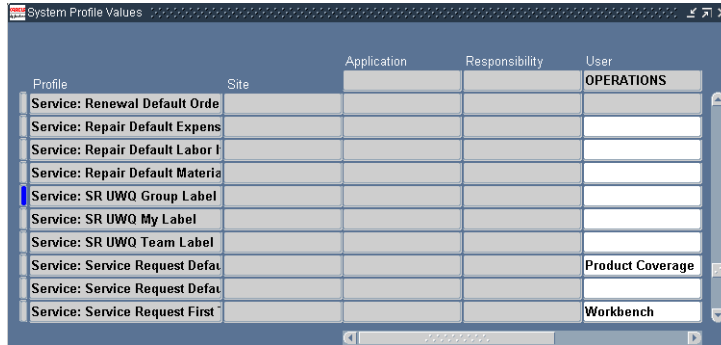 System Profile Values
Application Responsibility User
Profile Site OPERATIONS
Service: Renewal Default Orde
Service: Repair Default Expens
Service: Repair Default Labor I
Service: Repair Default Materia
Service: SR UWQ Group Label
Service: SR UWQ My Label
Service: SR UWQ Team Label
Service: Service Request Defau Product Coverage
Service: Service Request Defau
Service: Service Request First Workbench